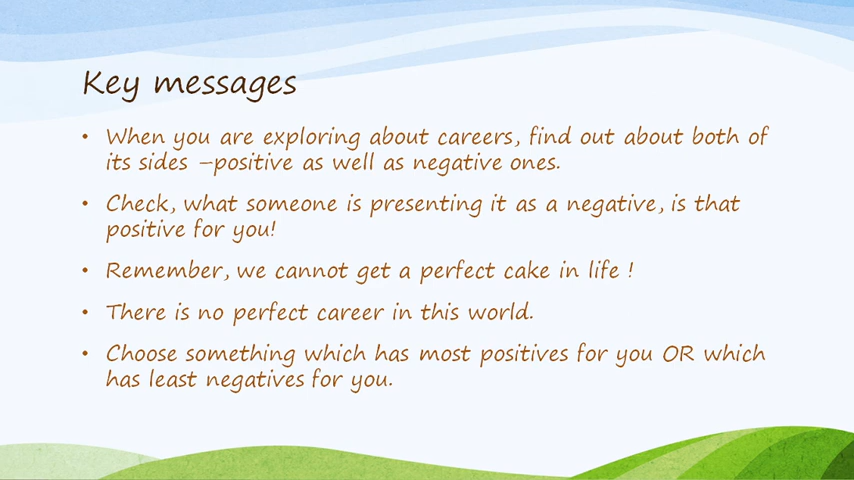 Key messages
• When you are exploring about careers, find out about both of
its sides –positive as well as negative ones.
• Check, what someone is presenting it as a negative, is that
positive for you!
• Remember, we cannot get a perfect cake in life !
• There is no perfect career in this world.
• Choose something which has most positives for you OR which
has least negatives for you.